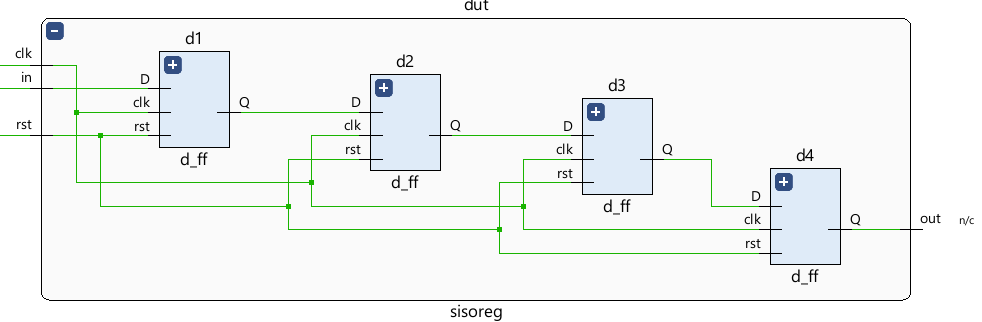 dut
clk
in
rst
d1
D
clk
rst
Q
d_ff
d2
D
clk
rst
Q
d_ff
d3
D
clk
rst
Q
d_ff
d4
D
clk
rst
Q
d_ff
out n/c
sisoreg